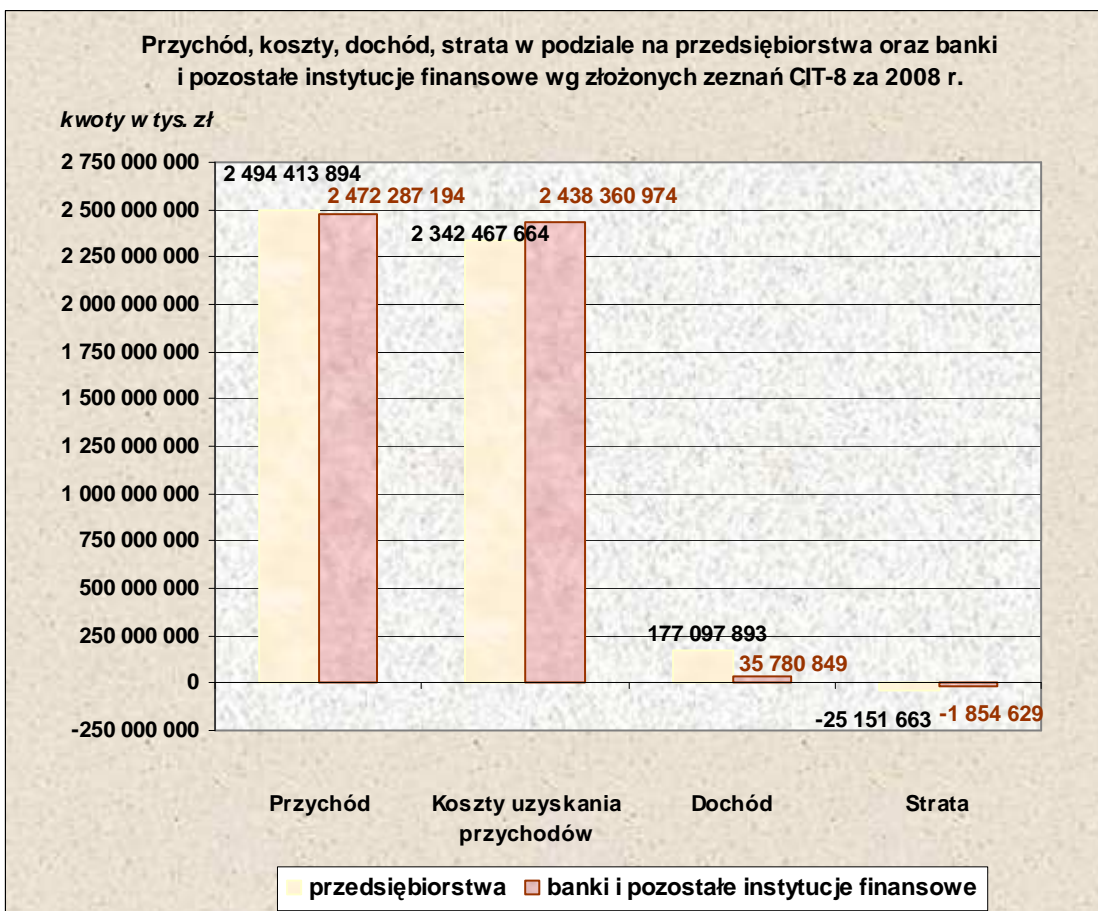 Przychód, koszty, dochód, strata w podziale na przedsiębiorstwa oraz banki
i pozostałe instytucje finansowe wg złożonych zeznań CIT-8 za 2008 r.
kwoty w tys. zł
2 750 000 000
2 500 000 000
2 250 000 000
2 000 000 000
1 750 000 000
1 500 000 000
1 250 000 000
1 000 000 000
750 000 000
500 000 000
250 000 000
0
-250 000 000
2 494 413 894
2 472 287 194
2 342 467 664
2 438 360 974
177 097 893
35 780 849
-25 151 663
-1 854 629
Przychód
Koszty uzyskania
przychodów
Dochód
Strata
przedsiębiorstwa
banki i pozostałe instytucje finansowe